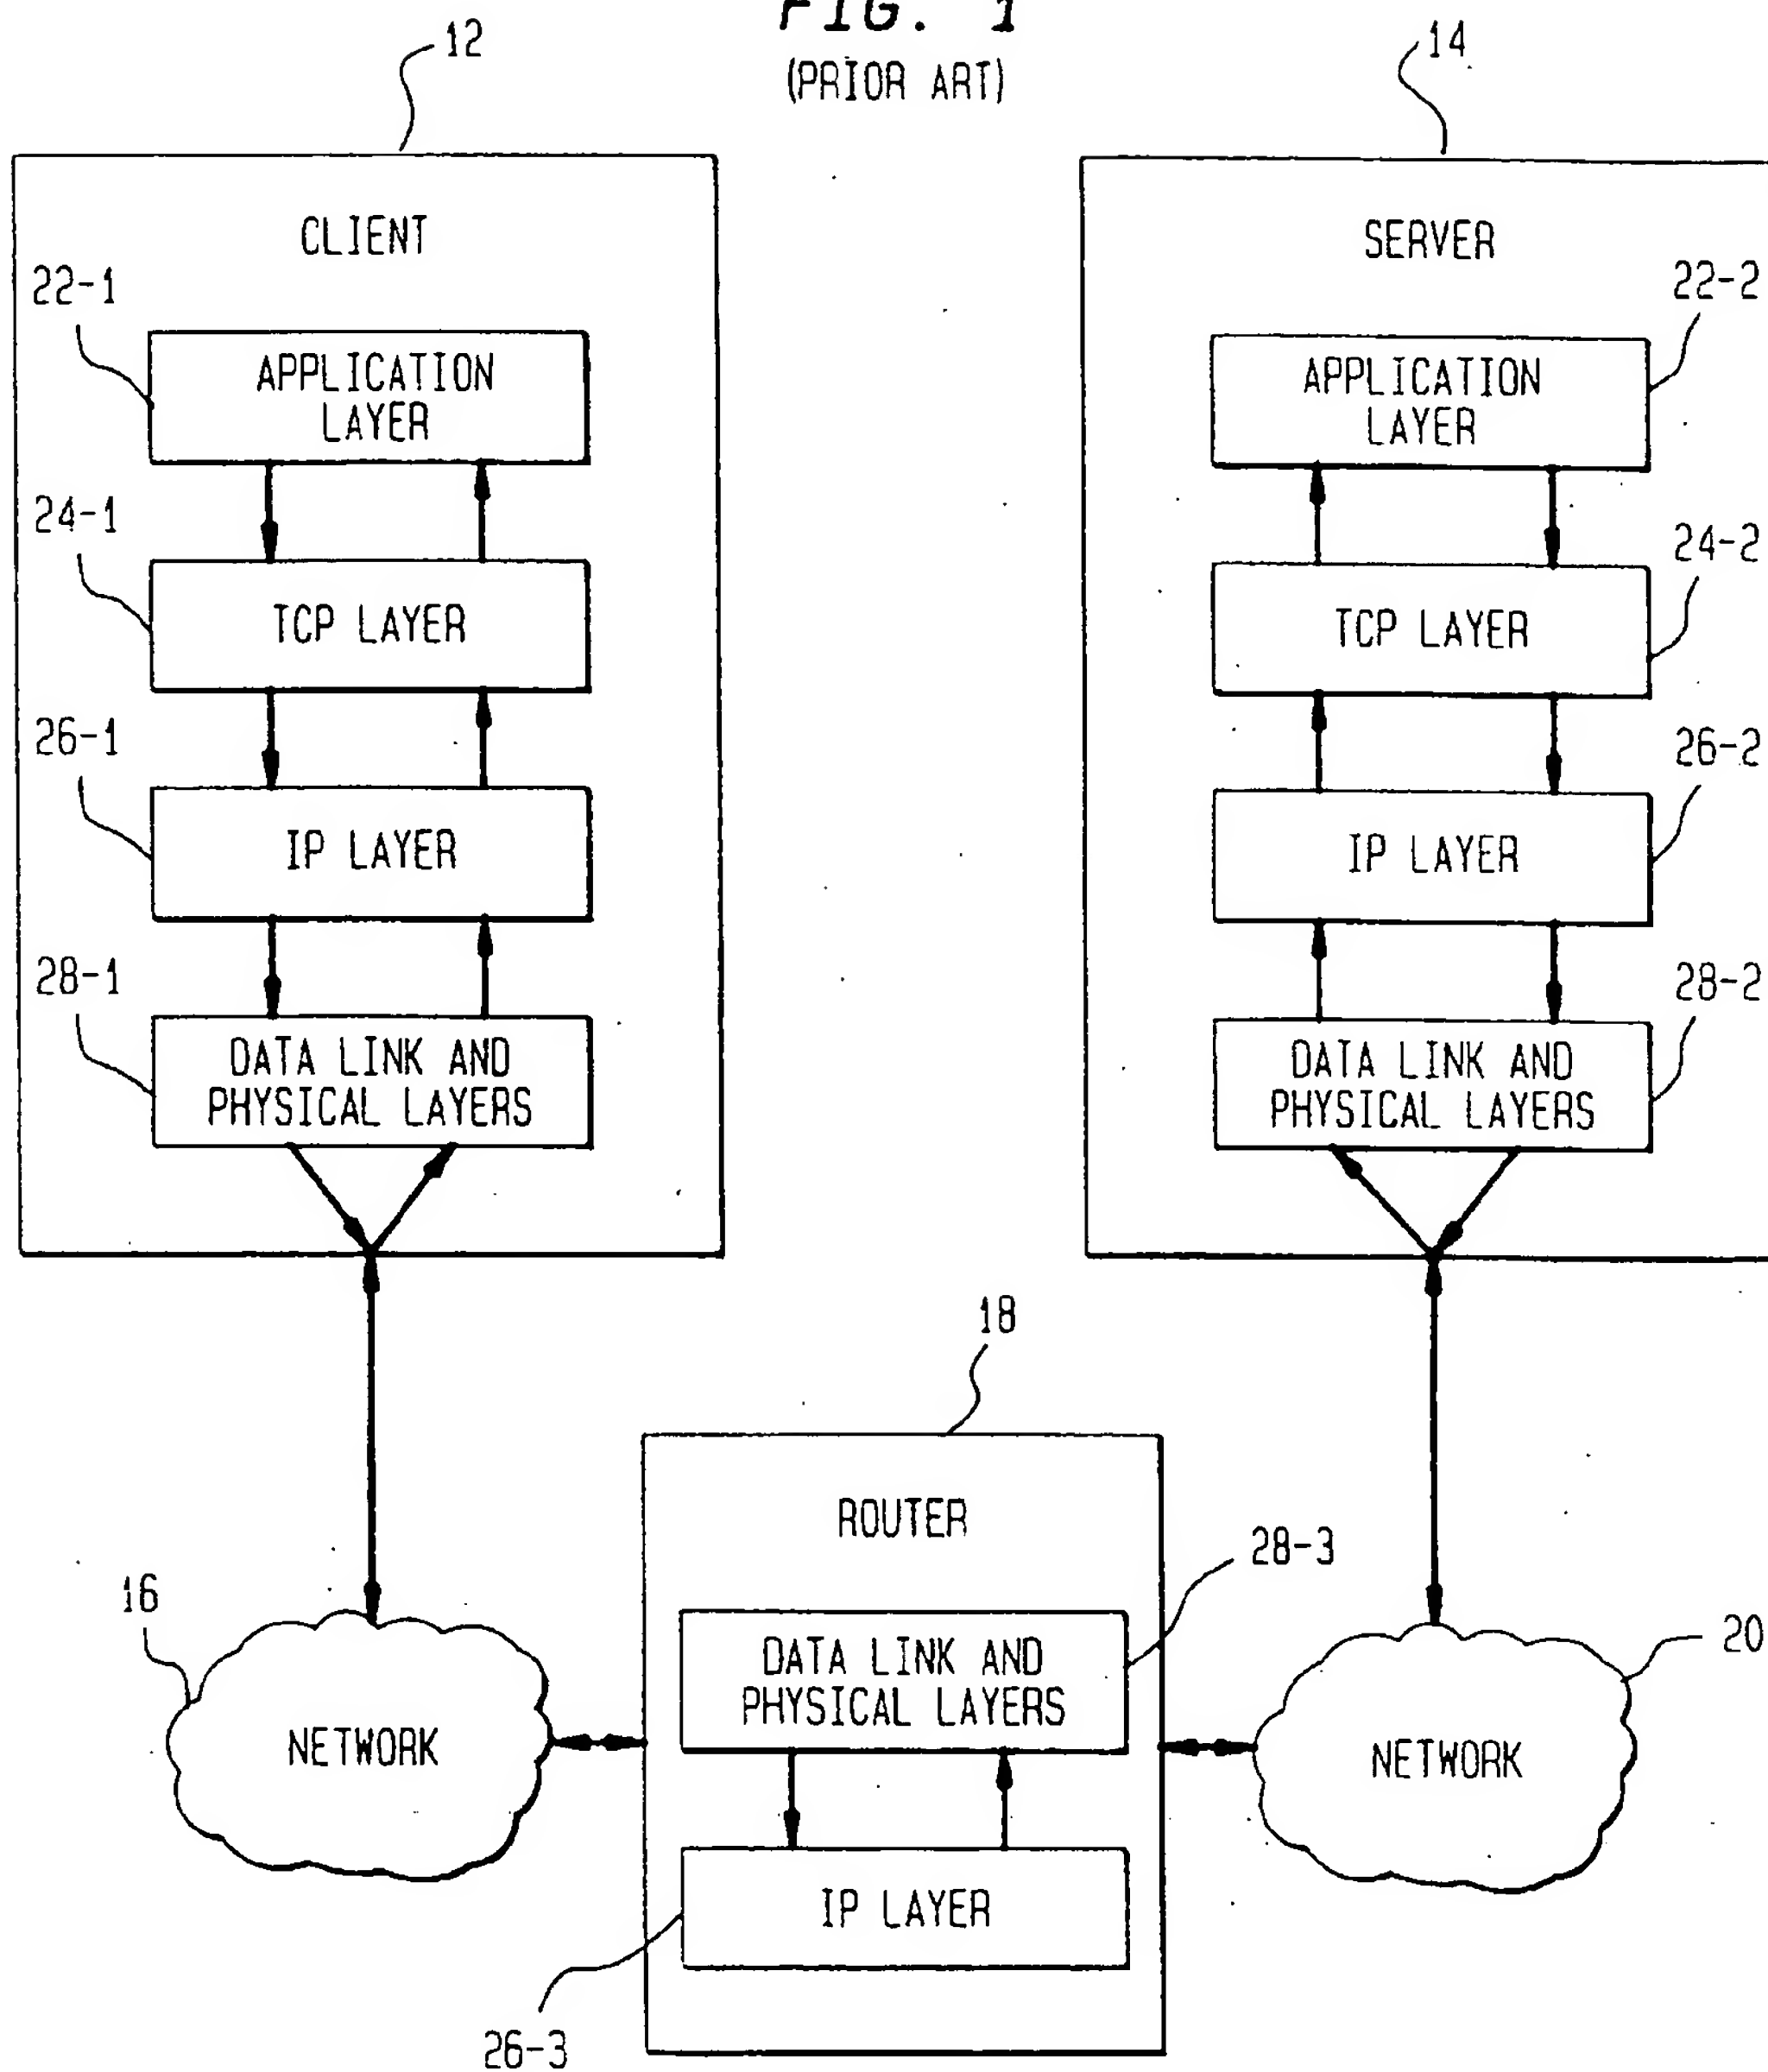 FIG. 1
(PRIOR ART)
12
14
CLIENT
SERVER
22-1
22-2
APPLICATION
LAYER
APPLICATION
LAYER
24-1
24-2
TCP LAYER
TCP LAYER
26-1
26-2
IP LAYER
IP LAYER
28-1
28-2
DATA LINK AND
PHYSICAL LAYERS
DATA LINK AND
PHYSICAL LAYERS
18
ROUTER
28-3
16
20
DATA LINK AND
PHYSICAL LAYERS
NETWORK
NETWORK
IP LAYER
26-3